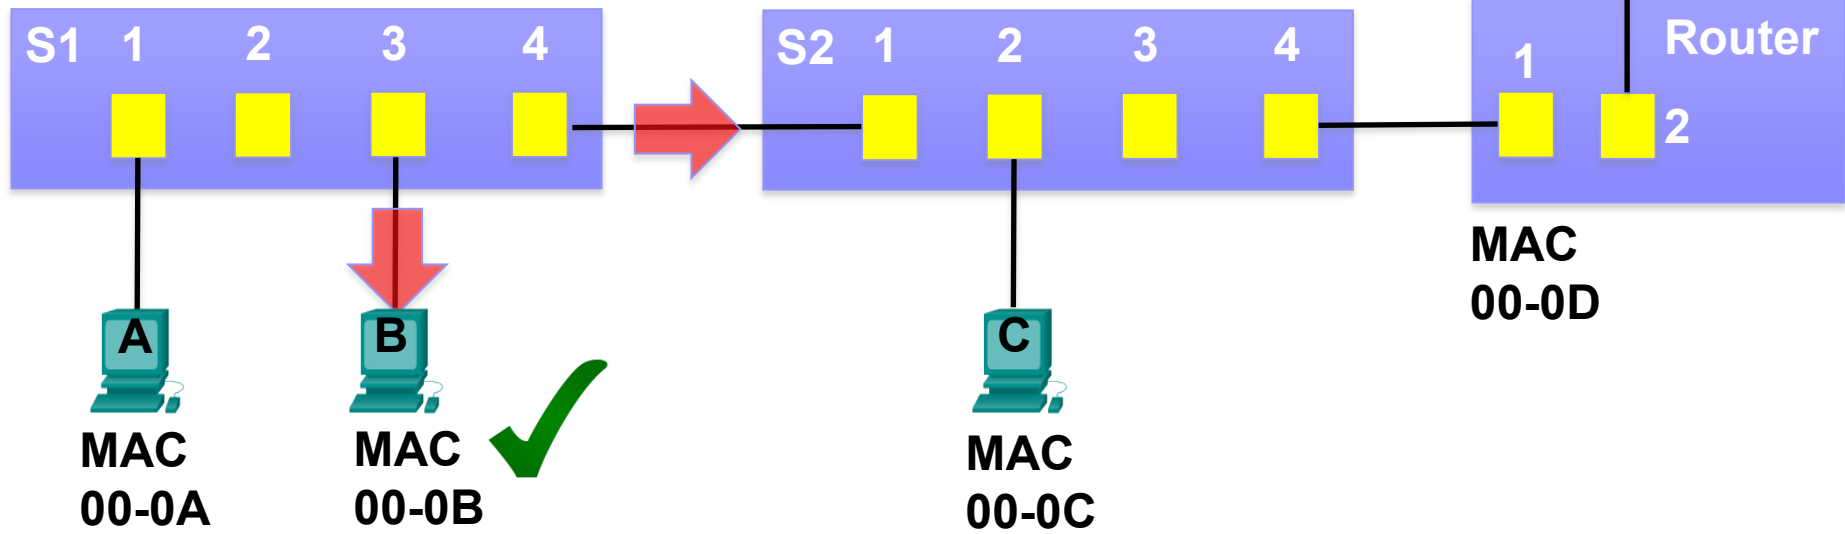 S1 1 2 3 4
S2 1 2 3 4
Router
1
2
A
B
C
MAC
00-0A
MAC
00-0B
MAC
00-0C
MAC
00-0D